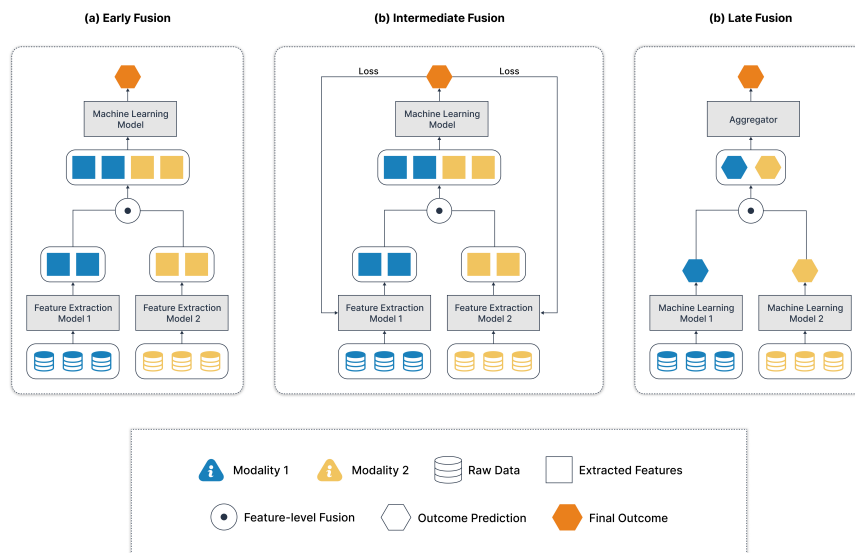 (a) Early Fusion
Machine Learning
Model
Feature Extraction
Model 1
Feature Extraction
Model 2
(b) Intermediate Fusion
Loss
Loss
Machine Learning
Model
Feature Extraction
Model 1
Feature Extraction
Model 2
(b) Late Fusion
Aggregator
Machine Learning
Model 1
Machine Learning
Model 2
Modality 1
Modality 2
Raw Data
Extracted Features
Feature-level Fusion
Outcome Prediction
Final Outcome